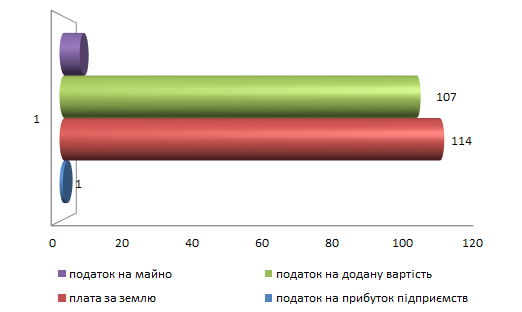 107
1
114
1
0 20 40 60 80 100 120
податок на майно податок на додану вартість
плата за землю податок на прибуток підприємств